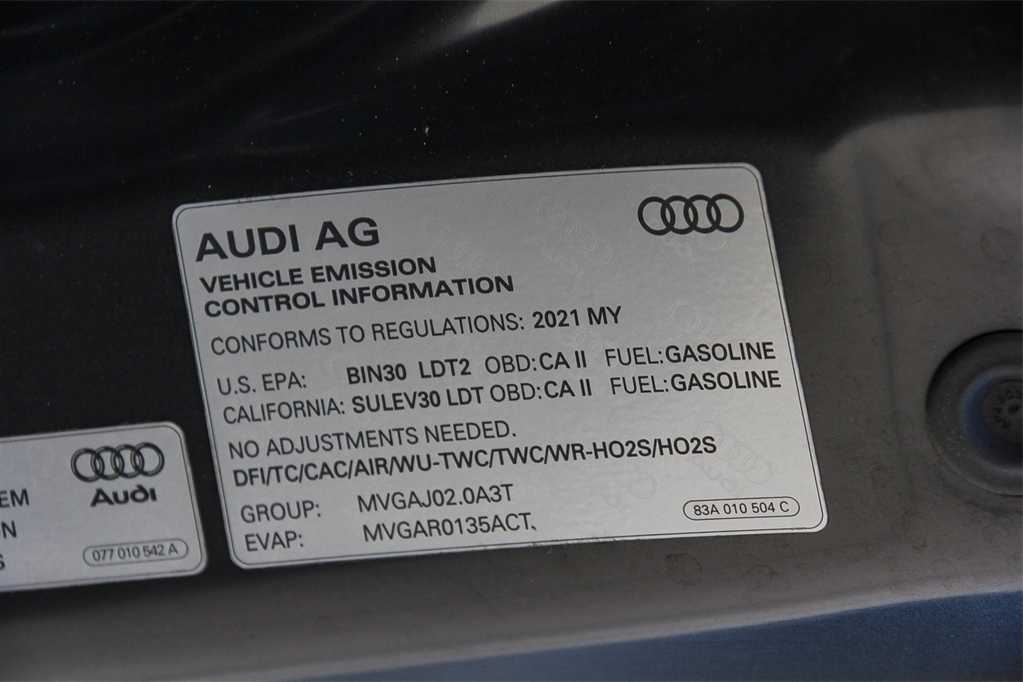 AUDI AG
VEHICLE EMISSION
CONTROL INFORMATION
CONFORMS TO REGULATIONS: 2021 MY
U.S. EPA: BIN30 LDT2 OBD: CA II FUEL: GASOLINE
CALIFORNIA: SULEV30 LDT OBD: CA II FUEL: GASOLINE
NO ADJUSTMENTS NEEDED.
DFI/TC/CAC/AIR/WU-TWC/TWC/WR-HO2S/HO2S
GROUP: MVGAJ02.0A3T
EVAP: MVGAR0135ACT.
83A 010 504 C
Audi
EM
N
S
077 010 542 A